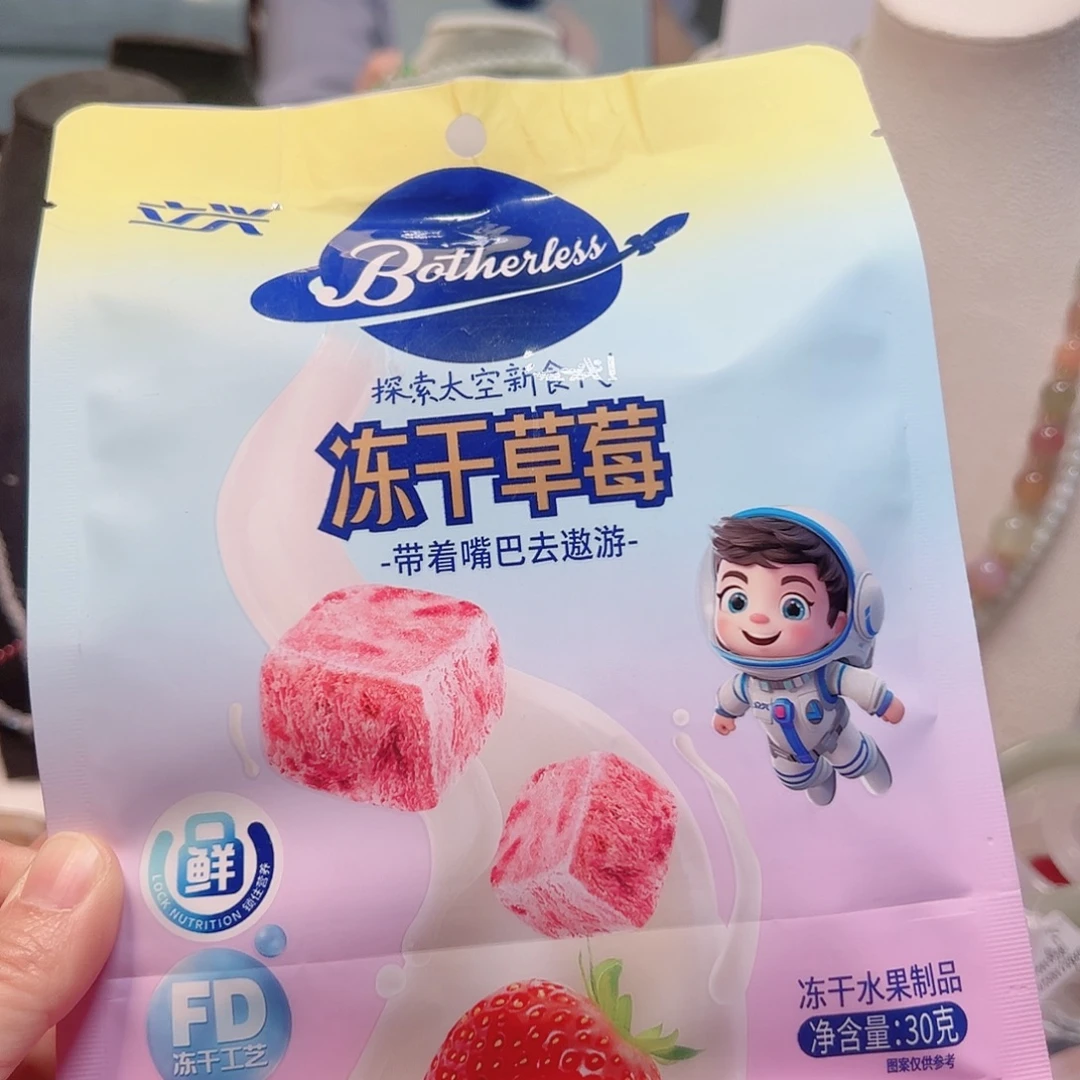 立兴
Botherless
探索太空新食代
冻干草莓
-带着嘴巴去遨游-
鲜
LOCK NUTRITION 锁住营养
FD
冻干工艺
冻干水果制品
净含量:30克
图案仅供参考